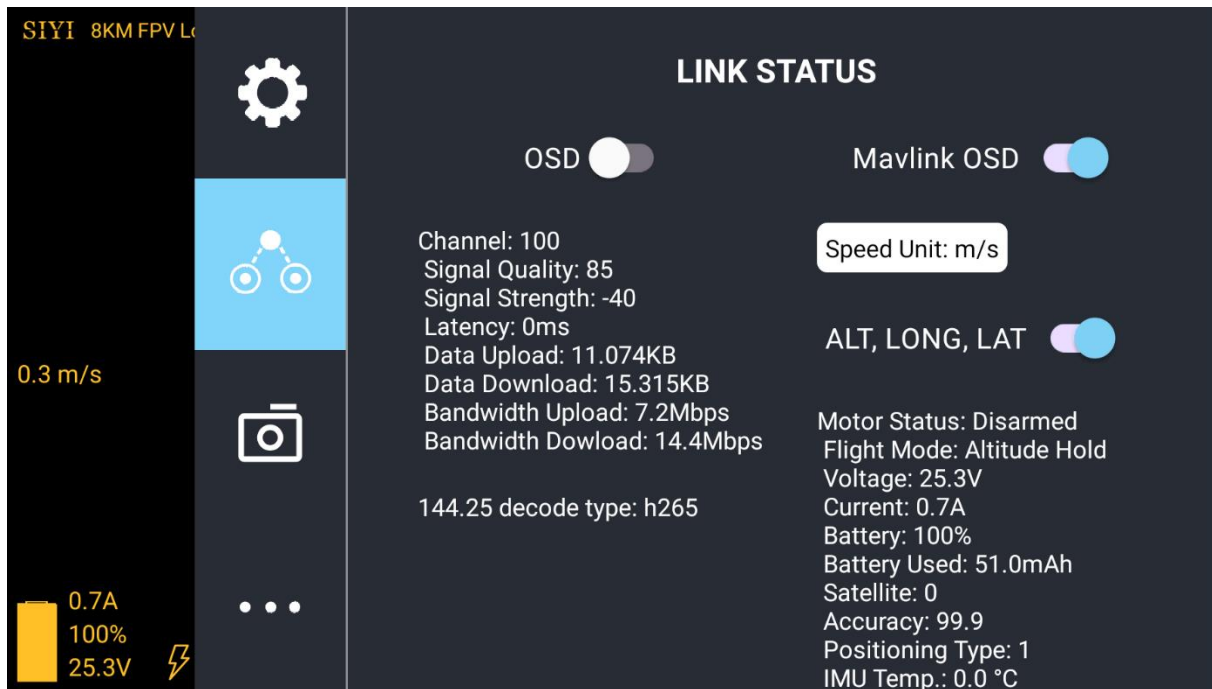 SIYI 8KM FPV
LINK STATUS
OSD
Mavlink OSD
Channel: 100
Signal Quality: 85
Signal Strength: -40
Latency: 0ms
Data Upload: 11.074KB
Data Download: 15.315KB
Bandwidth Upload: 7.2Mbps
Bandwidth Dowload: 14.4Mbps
144.25 decode type: h265
Speed Unit: m/s
ALT, LONG, LAT
Motor Status: Disarmed
Flight Mode: Altitude Hold
Voltage: 25.3V
Current: 0.7A
Battery: 100%
Battery Used: 51.0mAh
Satellite: 0
Accuracy: 99.9
Positioning Type: 1
IMU Temp.: 0.0 °C
0.3 m/s
0.7A
100%
25.3V